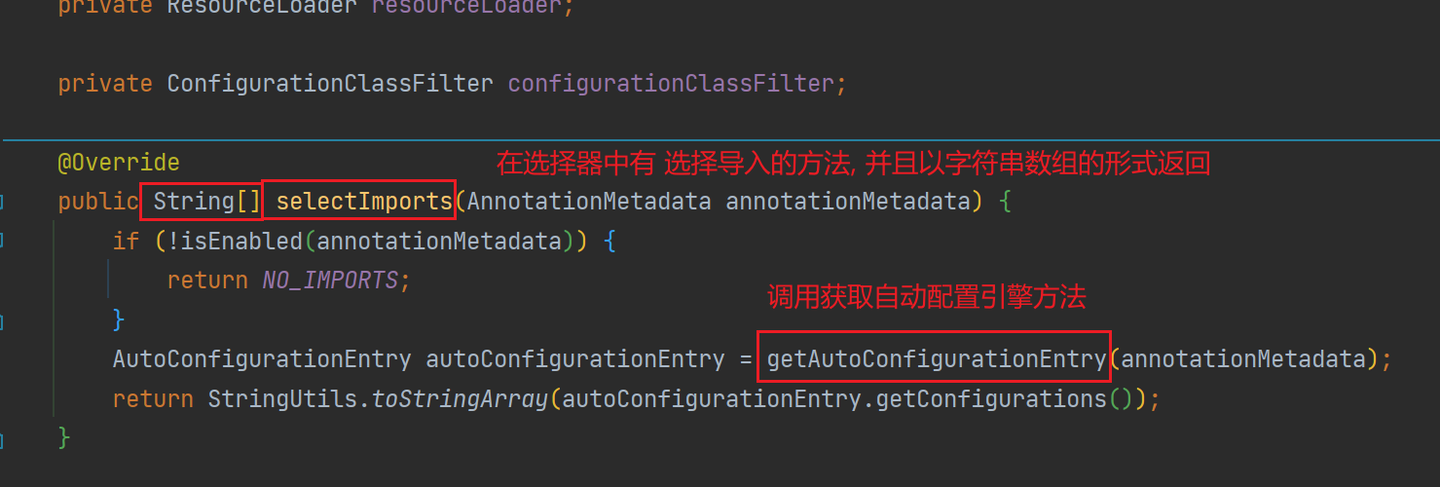 private ResourceLoader resourceLoader;
private ConfigurationClassFilter configurationClassFilter;
@Override
在选择器中有 选择导入的方法, 并且以字符串数组的形式返回
public String[] selectImports(AnnotationMetadata annotationMetadata) {
if (!isEnabled(annotationMetadata)) {
return NO_IMPORTS;
调用获取自动配置引擎方法
}
AutoConfigurationEntry autoConfigurationEntry = getAutoConfigurationEntry(annotationMetadata);
return StringUtils.toStringArray(autoConfigurationEntry.getConfigurations());
}